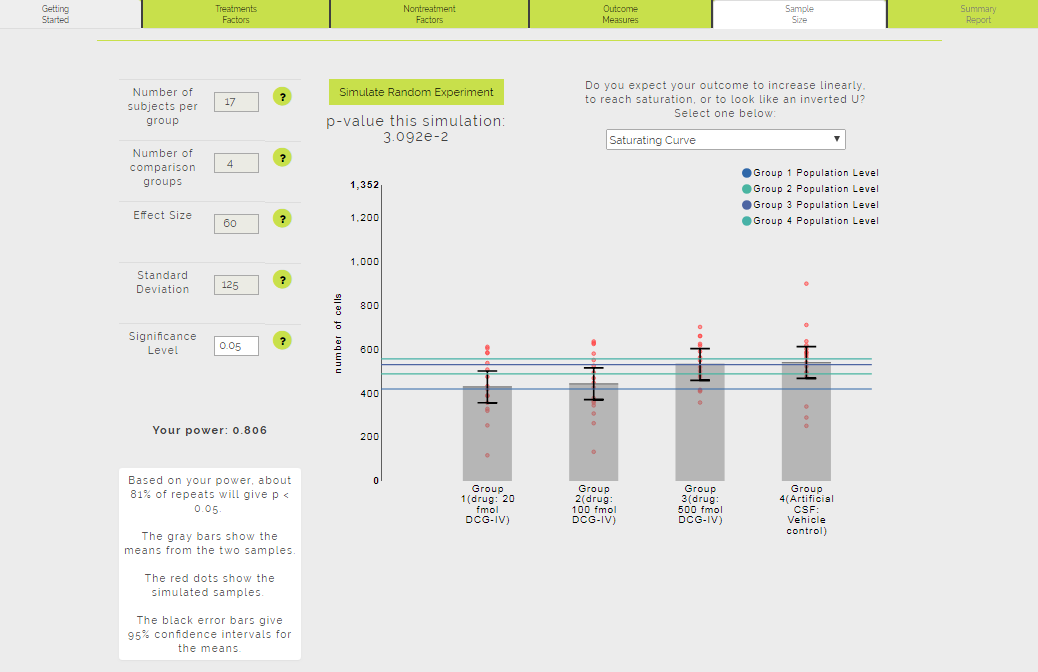 Getting
Started
Treatments
Factors
Nontreatment
Factors
Outcome
Measures
Sample
Size
Summary
Report
Number of
subjects per
group
17
?
Number of
comparison
groups
4
?
Effect Size
60
?
Standard
Deviation
125
?
Significance
Level
0.05
?
Your power: 0.806
Based on your power, about
81% of repeats will give p <
0.05.
The gray bars show the
means from the two samples.
The red dots show the
simulated samples.
The black error bars give
95% confidence intervals for
the means.
Simulate Random Experiment
p-value this simulation:
3.092e-2
Do you expect your outcome to increase linearly,
to reach saturation, or to look like an inverted U?
Select one below:
Saturating Curve
Group 1 Population Level
Group 2 Population Level
Group 3 Population Level
Group 4 Population Level
number of cells
1,352
1,200
1,000
800
600
400
200
0
Group
1(drug: 20
fmol
DCG-IV)
Group
2(drug:
100 fmol
DCG-IV)
Group
3(drug:
500 fmol
DCG-IV)
Group
4(Artificial
CSF:
Vehicle
control)